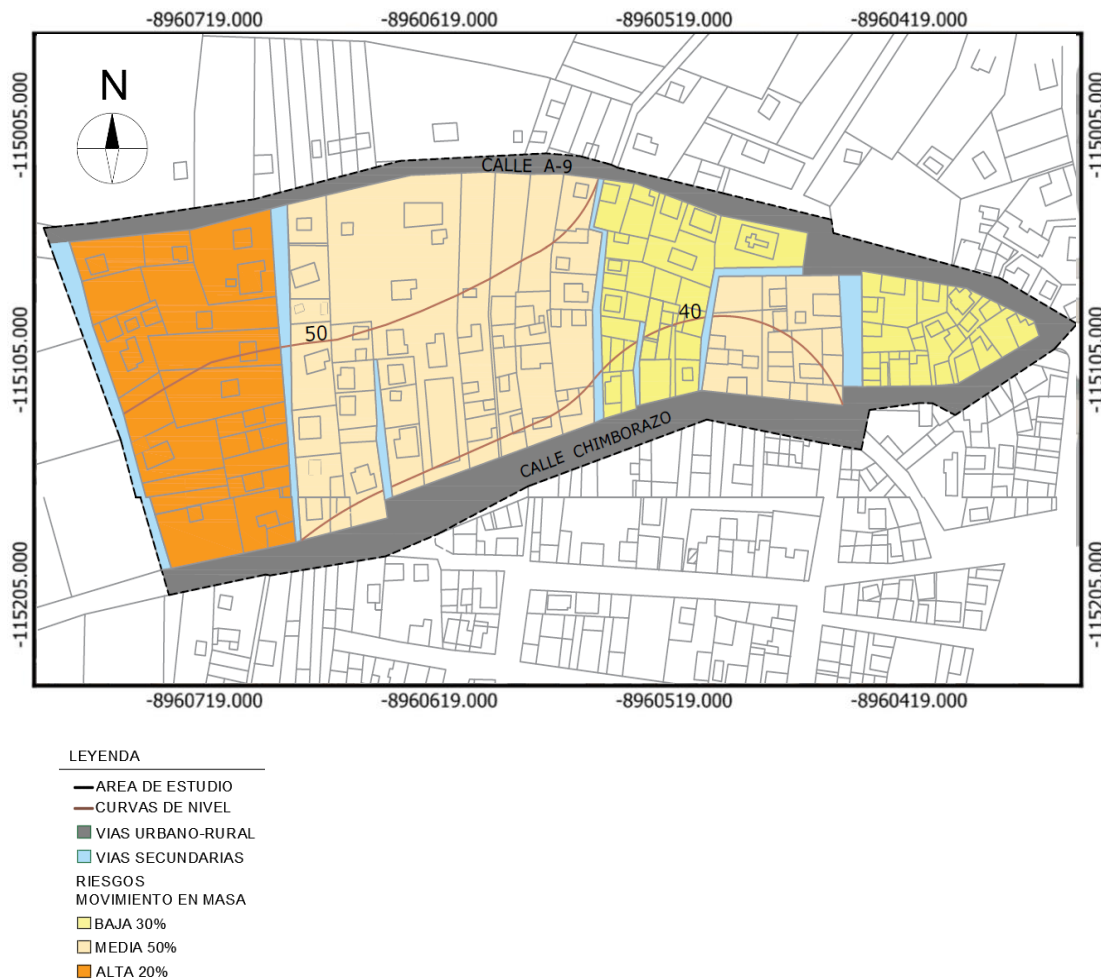 -8960719.000 -8960619.000 -8960519.000 -8960419.000
-115005.000 -115005.000
N
CALLE A-9
50
40
-115105.000 -115105.000
CALLE CHIMBORAZO
-115205.000 -115205.000
-8960719.000 -8960619.000 -8960519.000 -8960419.000
LEYENDA
AREA DE ESTUDIO
CURVAS DE NIVEL
VIAS URBANO-RURAL
VIAS SECUNDARIAS
RIESGOS
MOVIMIENTO EN MASA
BAJA 30%
MEDIA 50%
ALTA 20%